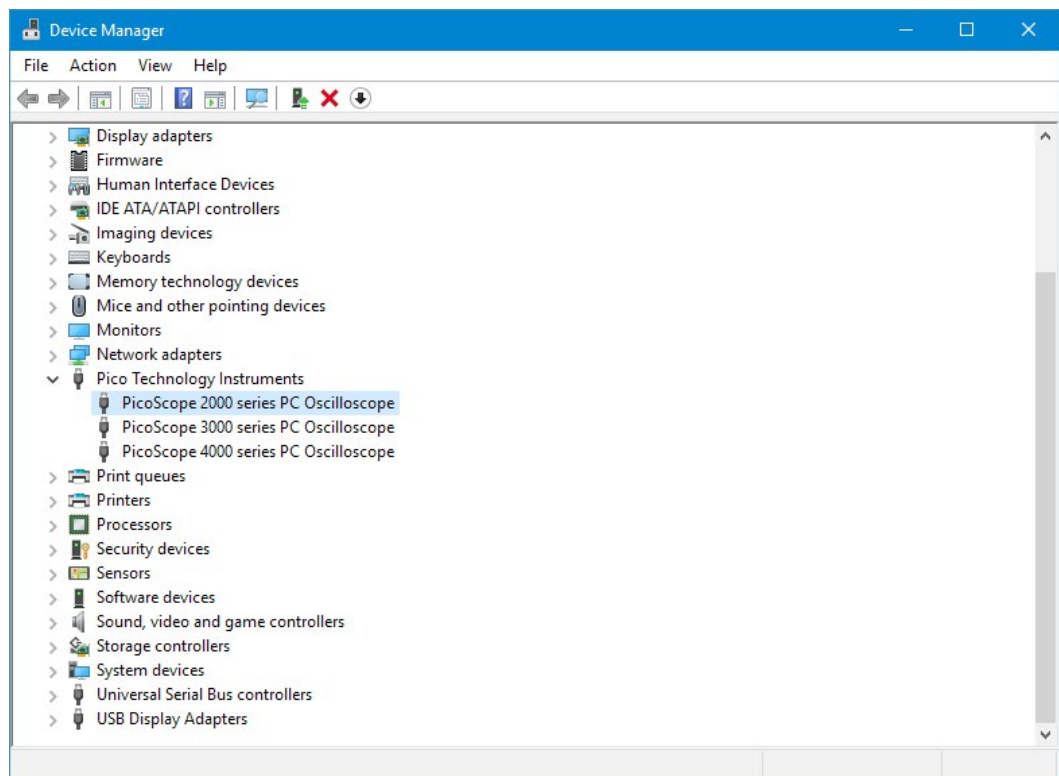 Device Manager
File Action View Help
Display adapters
Firmware
Human Interface Devices
IDE ATA/ATAPI controllers
Imaging devices
Keyboards
Memory technology devices
Mice and other pointing devices
Monitors
Network adapters
Pico Technology Instruments
PicoScope 2000 series PC Oscilloscope
PicoScope 3000 series PC Oscilloscope
PicoScope 4000 series PC Oscilloscope
Print queues
Printers
Processors
Security devices
Sensors
Software devices
Sound, video and game controllers
Storage controllers
System devices
Universal Serial Bus controllers
USB Display Adapters